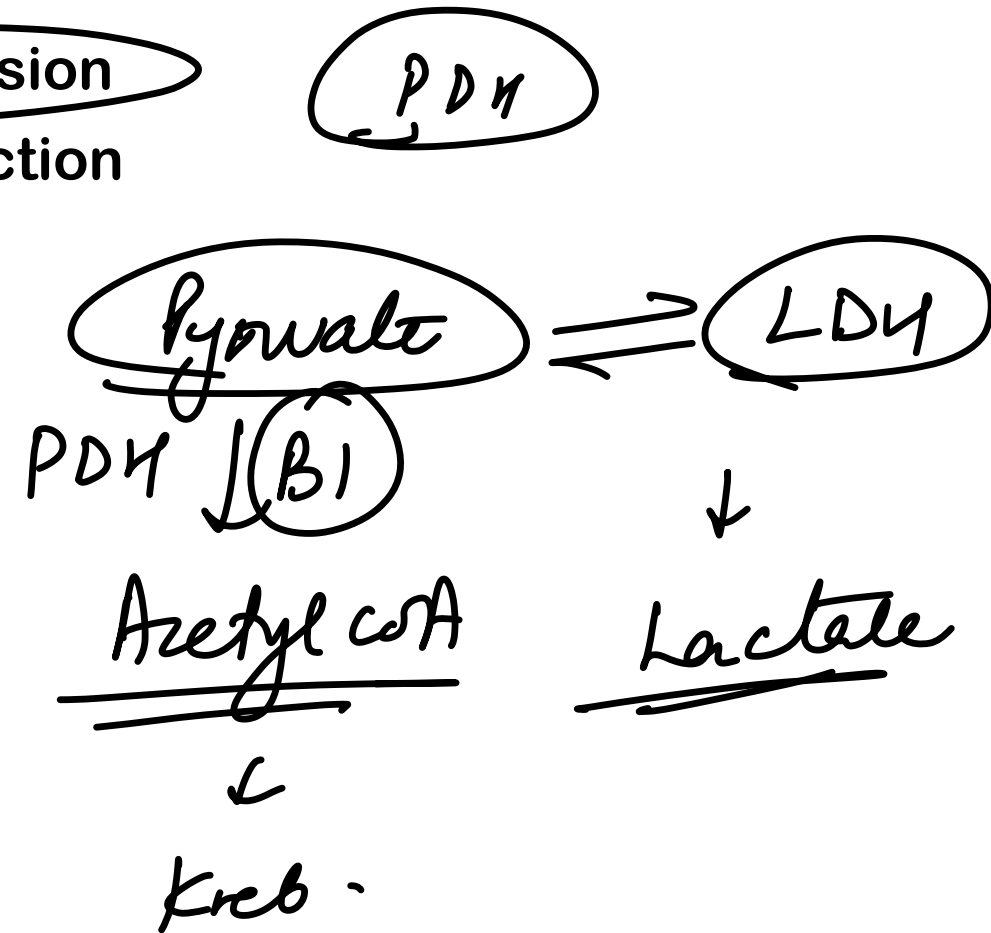 sion PDH
ction
Pyruvate ⇌ LDH
PDH ↓ B1 ↓
Acetyl coA Lactate
↓
Kreb.